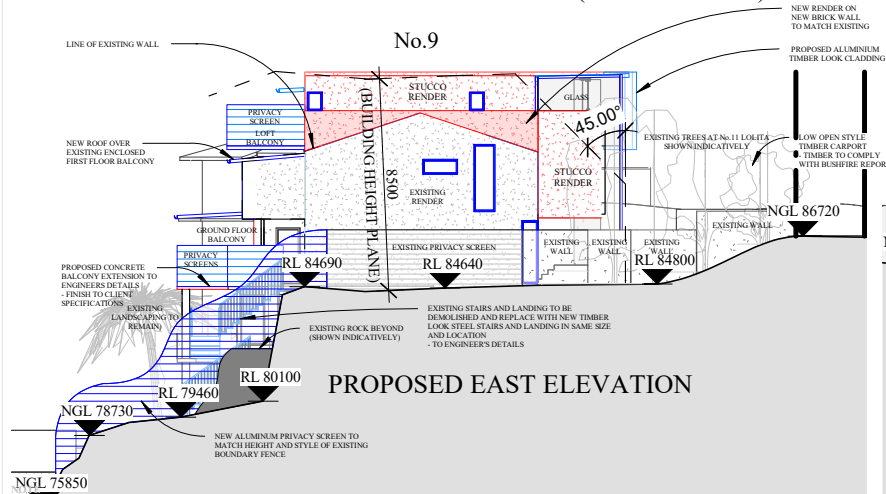 NEW RENDER ON
NEW BRICK WALL
TO MATCH EXISTING
LINE OF EXISTING WALL
No.9
PROPOSED ALUMINIUM
TIMBER LOOK CLADDING
STUCCO
RENDER
GLASS
PRIVACY
SCREEN
LOFT
BALCONY
45.00°
(BUILDING HEIGHT PLANE)
8500
NEW ROOF OVER
EXISTING ENCLOSED
FIRST FLOOR BALCONY
EXISTING TREES AT No.11 LOLITA
SHOWN INDICATIVELY
LOW OPEN STYLE
TIMBER CARPORT
- TIMBER TO COMPLY
WITH BUSHFIRE REPOR
STUCCO
RENDER
EXISTING
RENDER
NGL 86720
GROUND FLOOR
BALCONY
EXISTING WALL
EXISTING PRIVACY SCREEN
EXISTING
WALL
EXISTING
WALL
EXISTING
WALL
PRIVACY
SCREENS
RL 84690
RL 84640
RL 84800
PROPOSED CONCRETE
BALCONY EXTENSION TO
ENGINEERS DETAILS
- FINISH TO CLIENT
SPECIFICATIONS
EXISTING
LANDSCAPING TO
REMAIN)
EXISTING STAIRS AND LANDING TO BE
DEMOLISHED AND REPLACE WITH NEW TIMBER
LOOK STEEL STAIRS AND LANDING IN SAME SIZE
AND LOCATION
- TO ENGINEER'S DETAILS
EXISTING ROCK BEYOND
(SHOWN INDICATIVELY)
RL 80100
PROPOSED EAST ELEVATION
RL 79460
NGL 78730
NEW ALUMINUM PRIVACY SCREEN TO
MATCH HEIGHT AND STYLE OF EXISTING
BOUNDARY FENCE
NGL 75850